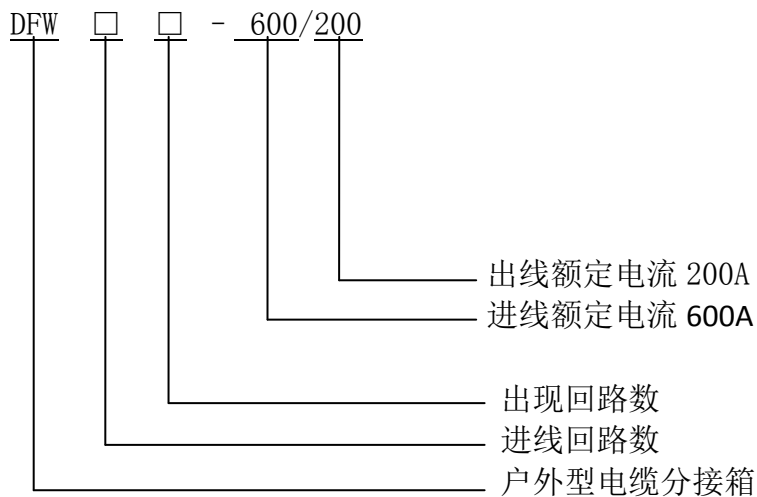 DFW □ □ - 600/200
出线额定电流 200A
进线额定电流 600A
出现回路数
进线回路数
户外型电缆分接箱